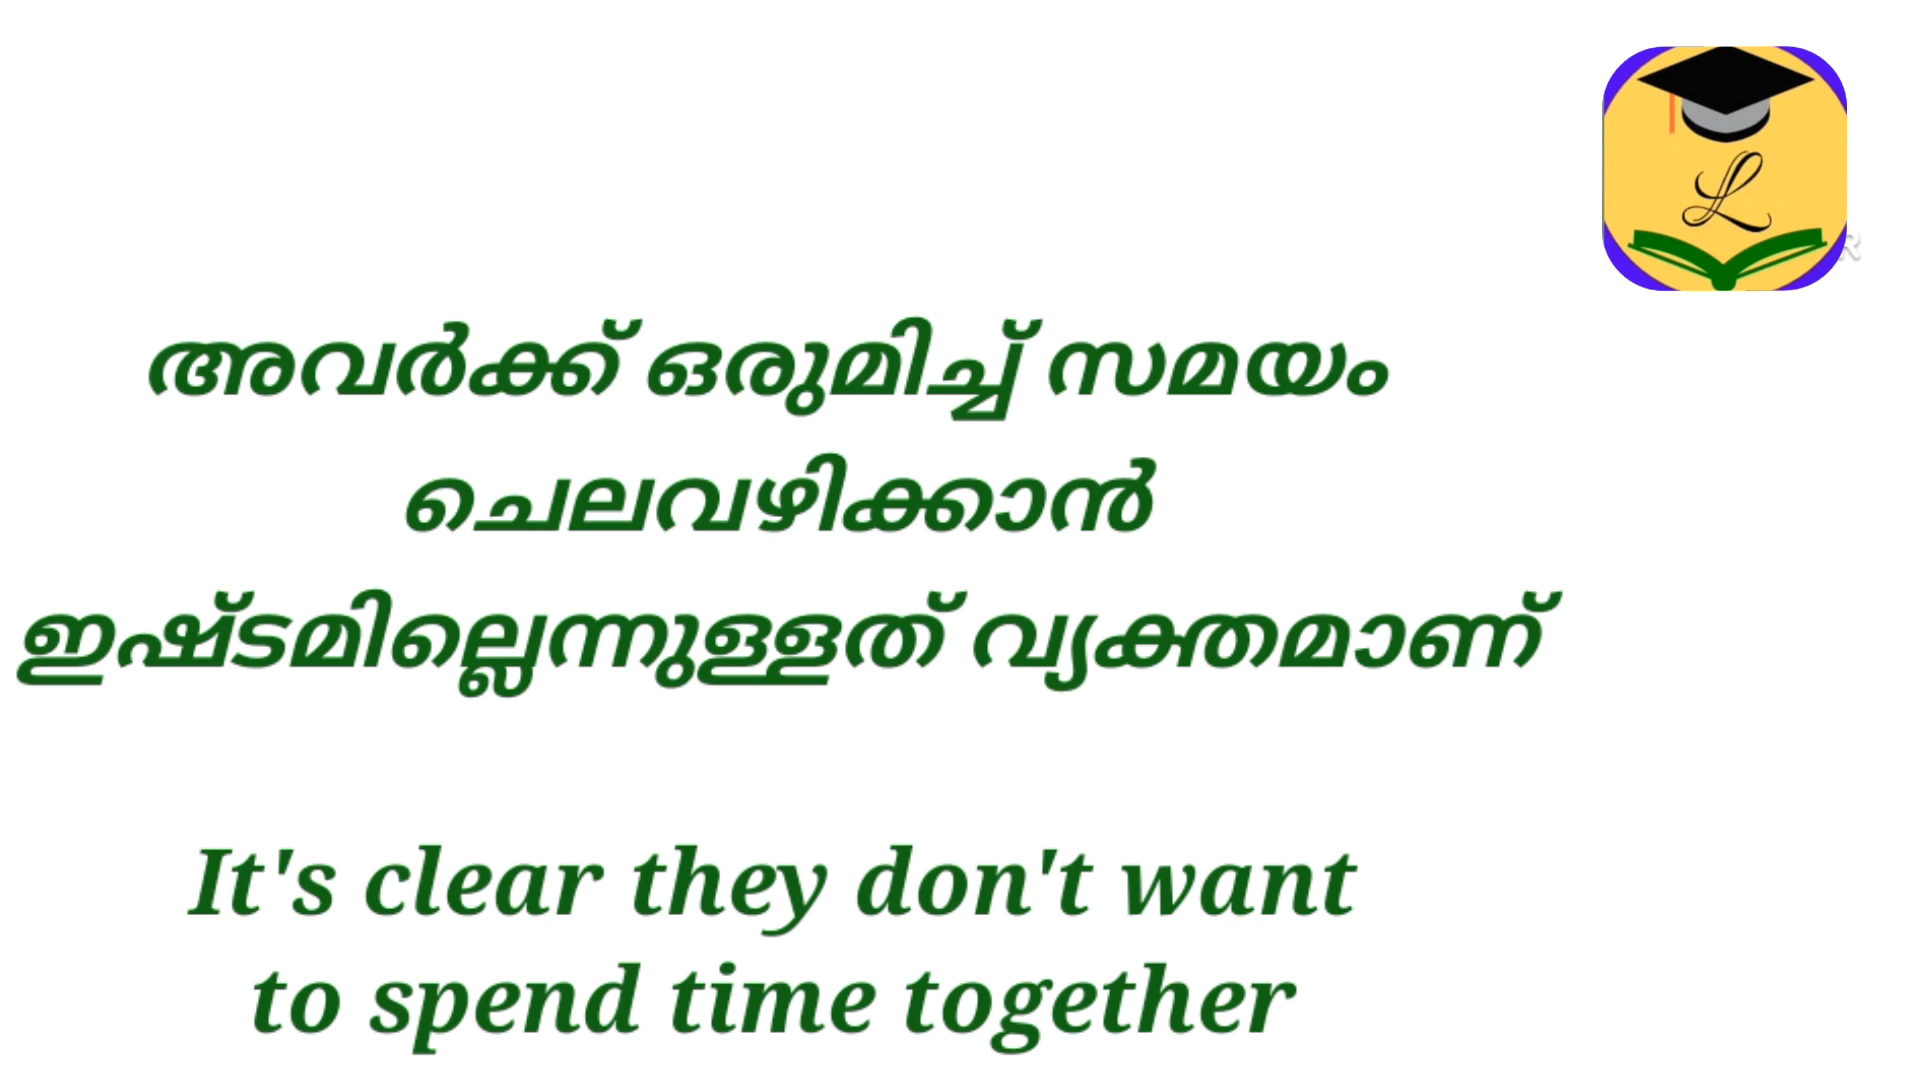 അവർക്ക് ഒരുമിച്ച് സമയം
ചെലവഴിക്കാൻ
ഇഷ്ടമില്ലെന്നുള്ളത് വ്യക്തമാണ്
It's clear they don't want
to spend time together
L
R